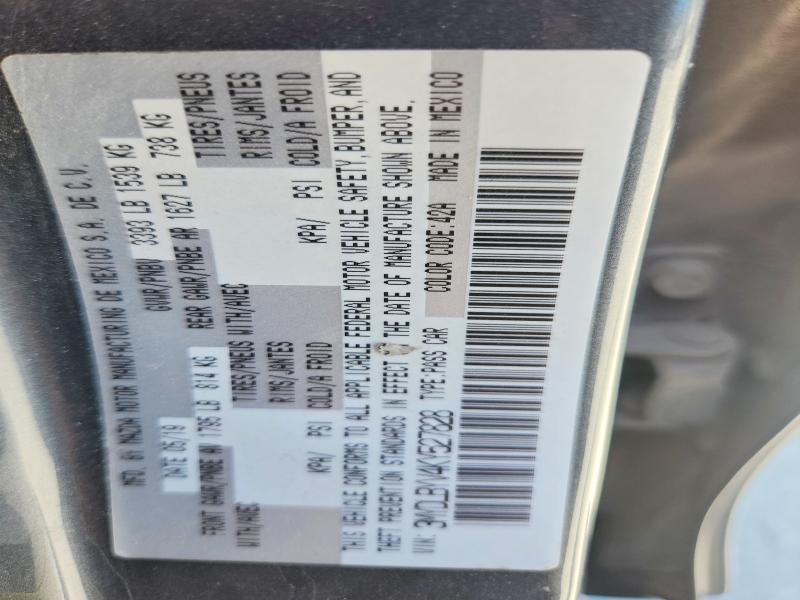 MFD. BY MAZDA MOTOR MANUFACTURING DE MEXICO S.A. DE C.V.
DATE 05/19 GVWR/PNBV 3393 LB 1539 KG
FRONT GAWR/PNBE AV 1795 LB 814 KG REAR GAWR/PNBE AR 1627 LB 738 KG
WITH/AVEC TIRES/PNEUS WITH/AVEC TIRES/PNEUS
RIMS/JANTES RIMS/JANTES
KPA/ PSI COLD/A FROID KPA/ PSI COLD/A FROID
THIS VEHICLE CONFORMS TO ALL APPLICABLE FEDERAL MOTOR VEHICLE SAFETY, BUMPER, AND
THEFT PREVENTION STANDARDS IN EFFECT THE DATE OF MANUFACTURE SHOWN ABOVE.
COLOR CODE:42A MADE IN MEXICO
VIN: 3MYDLBYV4KY527628 TYPE:PASS CAR